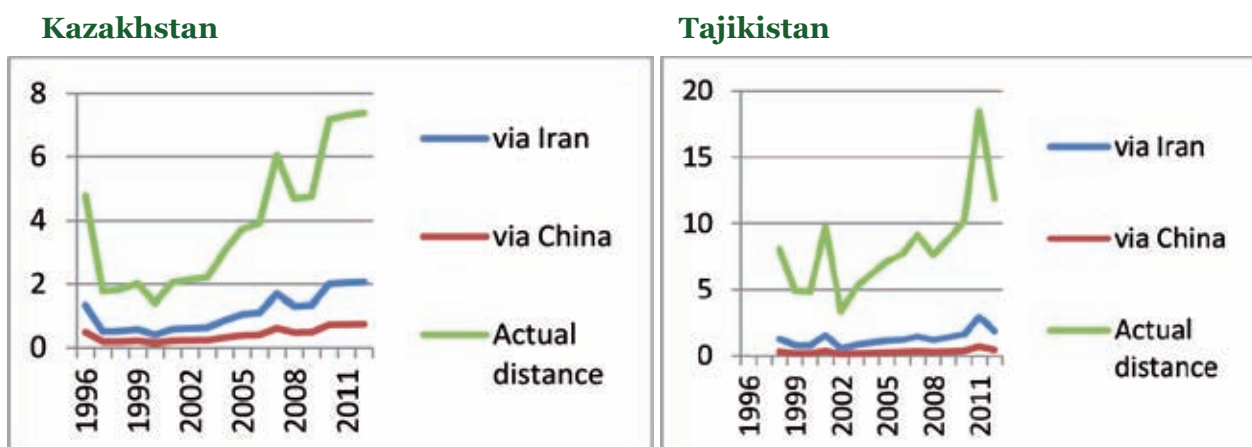 Kazakhstan
8
6
4
2
0
1996
1999
2002
2005
2008
2011
via Iran
via China
Actual
distance
Tajikistan
20
15
10
5
0
1996
1999
2002
2005
2008
2011
via Iran
via China
Actual
distance